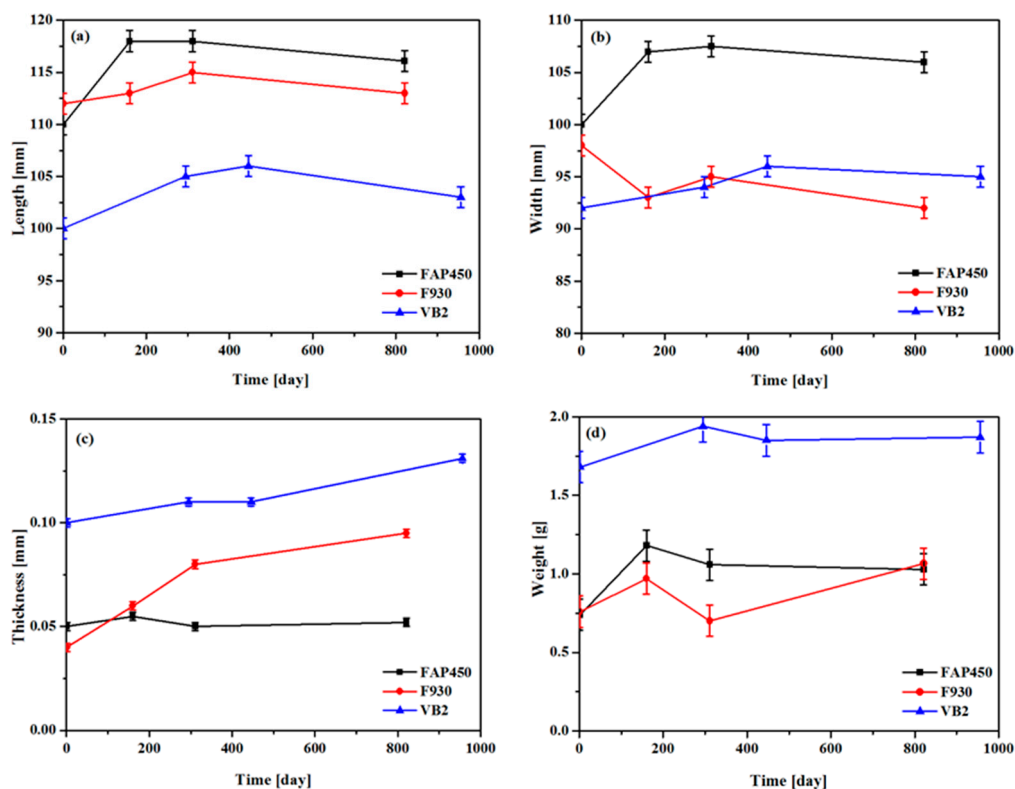 (a)
Length [mm]
120
115
110
105
100
95
90
FAP450
F930
VB2
0 200 400 600 800 1000
Time [day]
(b)
Width [mm]
110
105
100
95
90
85
80
FAP450
F930
VB2
0 200 400 600 800 1000
Time [day]
(c)
Thickness [mm]
0.15
0.10
0.05
0.00
FAP450
F930
VB2
0 200 400 600 800 1000
Time [day]
(d)
Weight [g]
2.0
1.5
1.0
0.5
0.0
FAP450
F930
VB2
0 200 400 600 800 1000
Time [day]